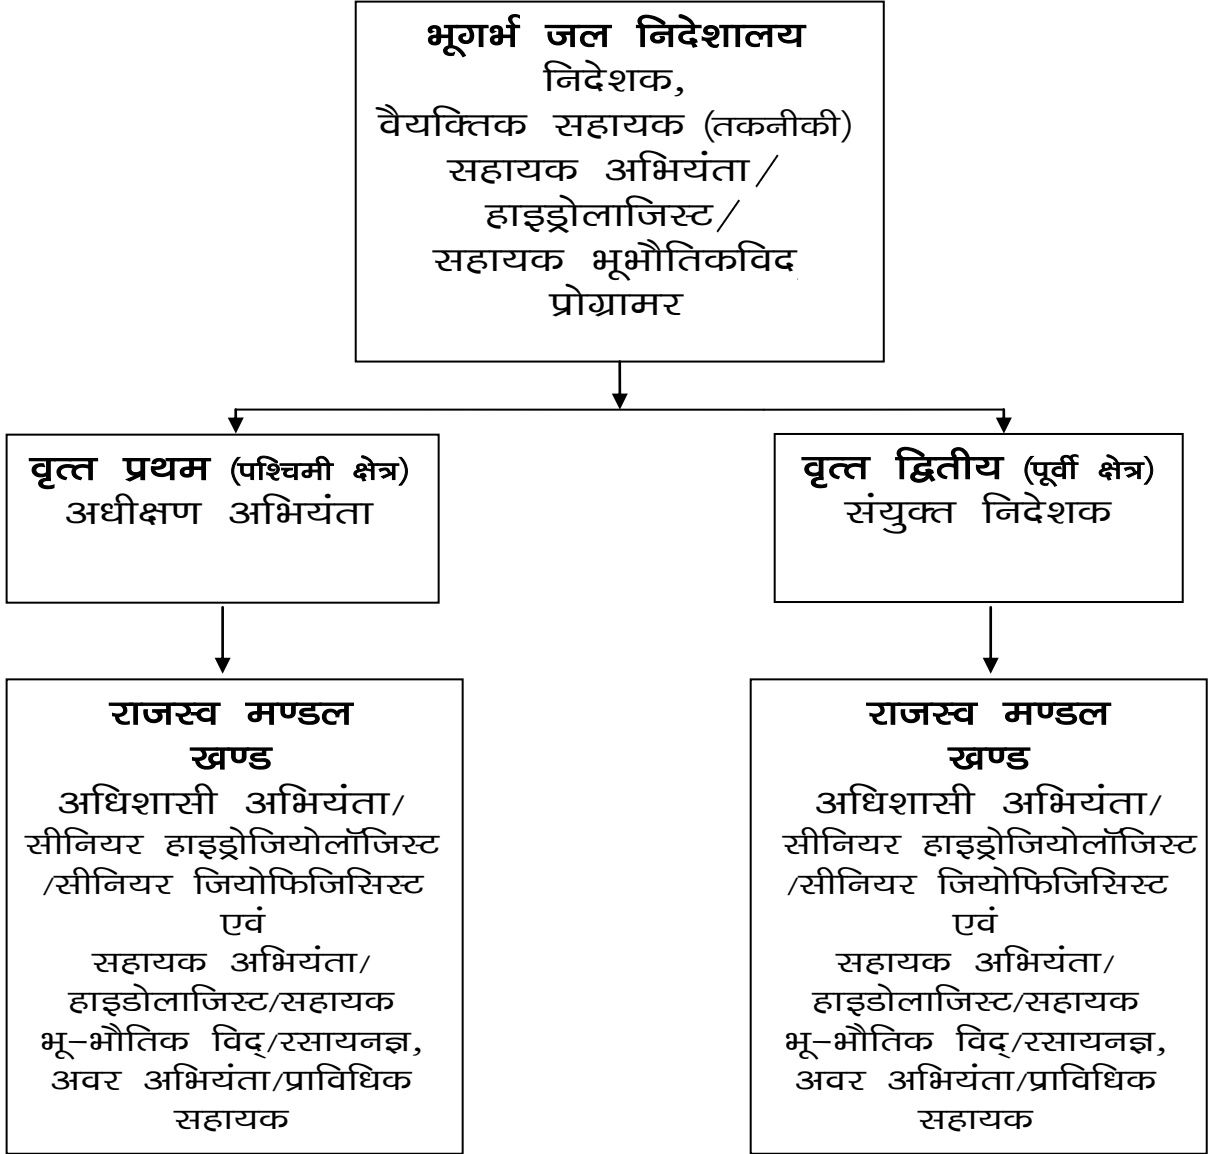 भूगर्भ जल निदेशालय
निदेशक,
वैयक्तिक सहायक (तकनीकी)
सहायक अभियंता/
हाइड्रोलाजिस्ट/
सहायक भूभौतिकविद
प्रोग्रामर
वृत्त प्रथम (पश्चिमी क्षेत्र)
अधीक्षण अभियंता
वृत्त द्वितीय (पूर्वी क्षेत्र)
संयुक्त निदेशक
राजस्व मण्डल
खण्ड
अधिशासी अभियंता/
सीनियर हाइड्रोजियोलॉजिस्ट
/सीनियर जियोफिजिसिस्ट
एवं
सहायक अभियंता/
हाइडोलाजिस्ट/सहायक
भू-भौतिक विद्/रसायनज्ञ,
अवर अभियंता/प्राविधिक
सहायक
राजस्व मण्डल
खण्ड
अधिशासी अभियंता/
सीनियर हाइड्रोजियोलॉजिस्ट
/सीनियर जियोफिजिसिस्ट
एवं
सहायक अभियंता/
हाइडोलाजिस्ट/सहायक
भू-भौतिक विद्/रसायनज्ञ,
अवर अभियंता/प्राविधिक
सहायक